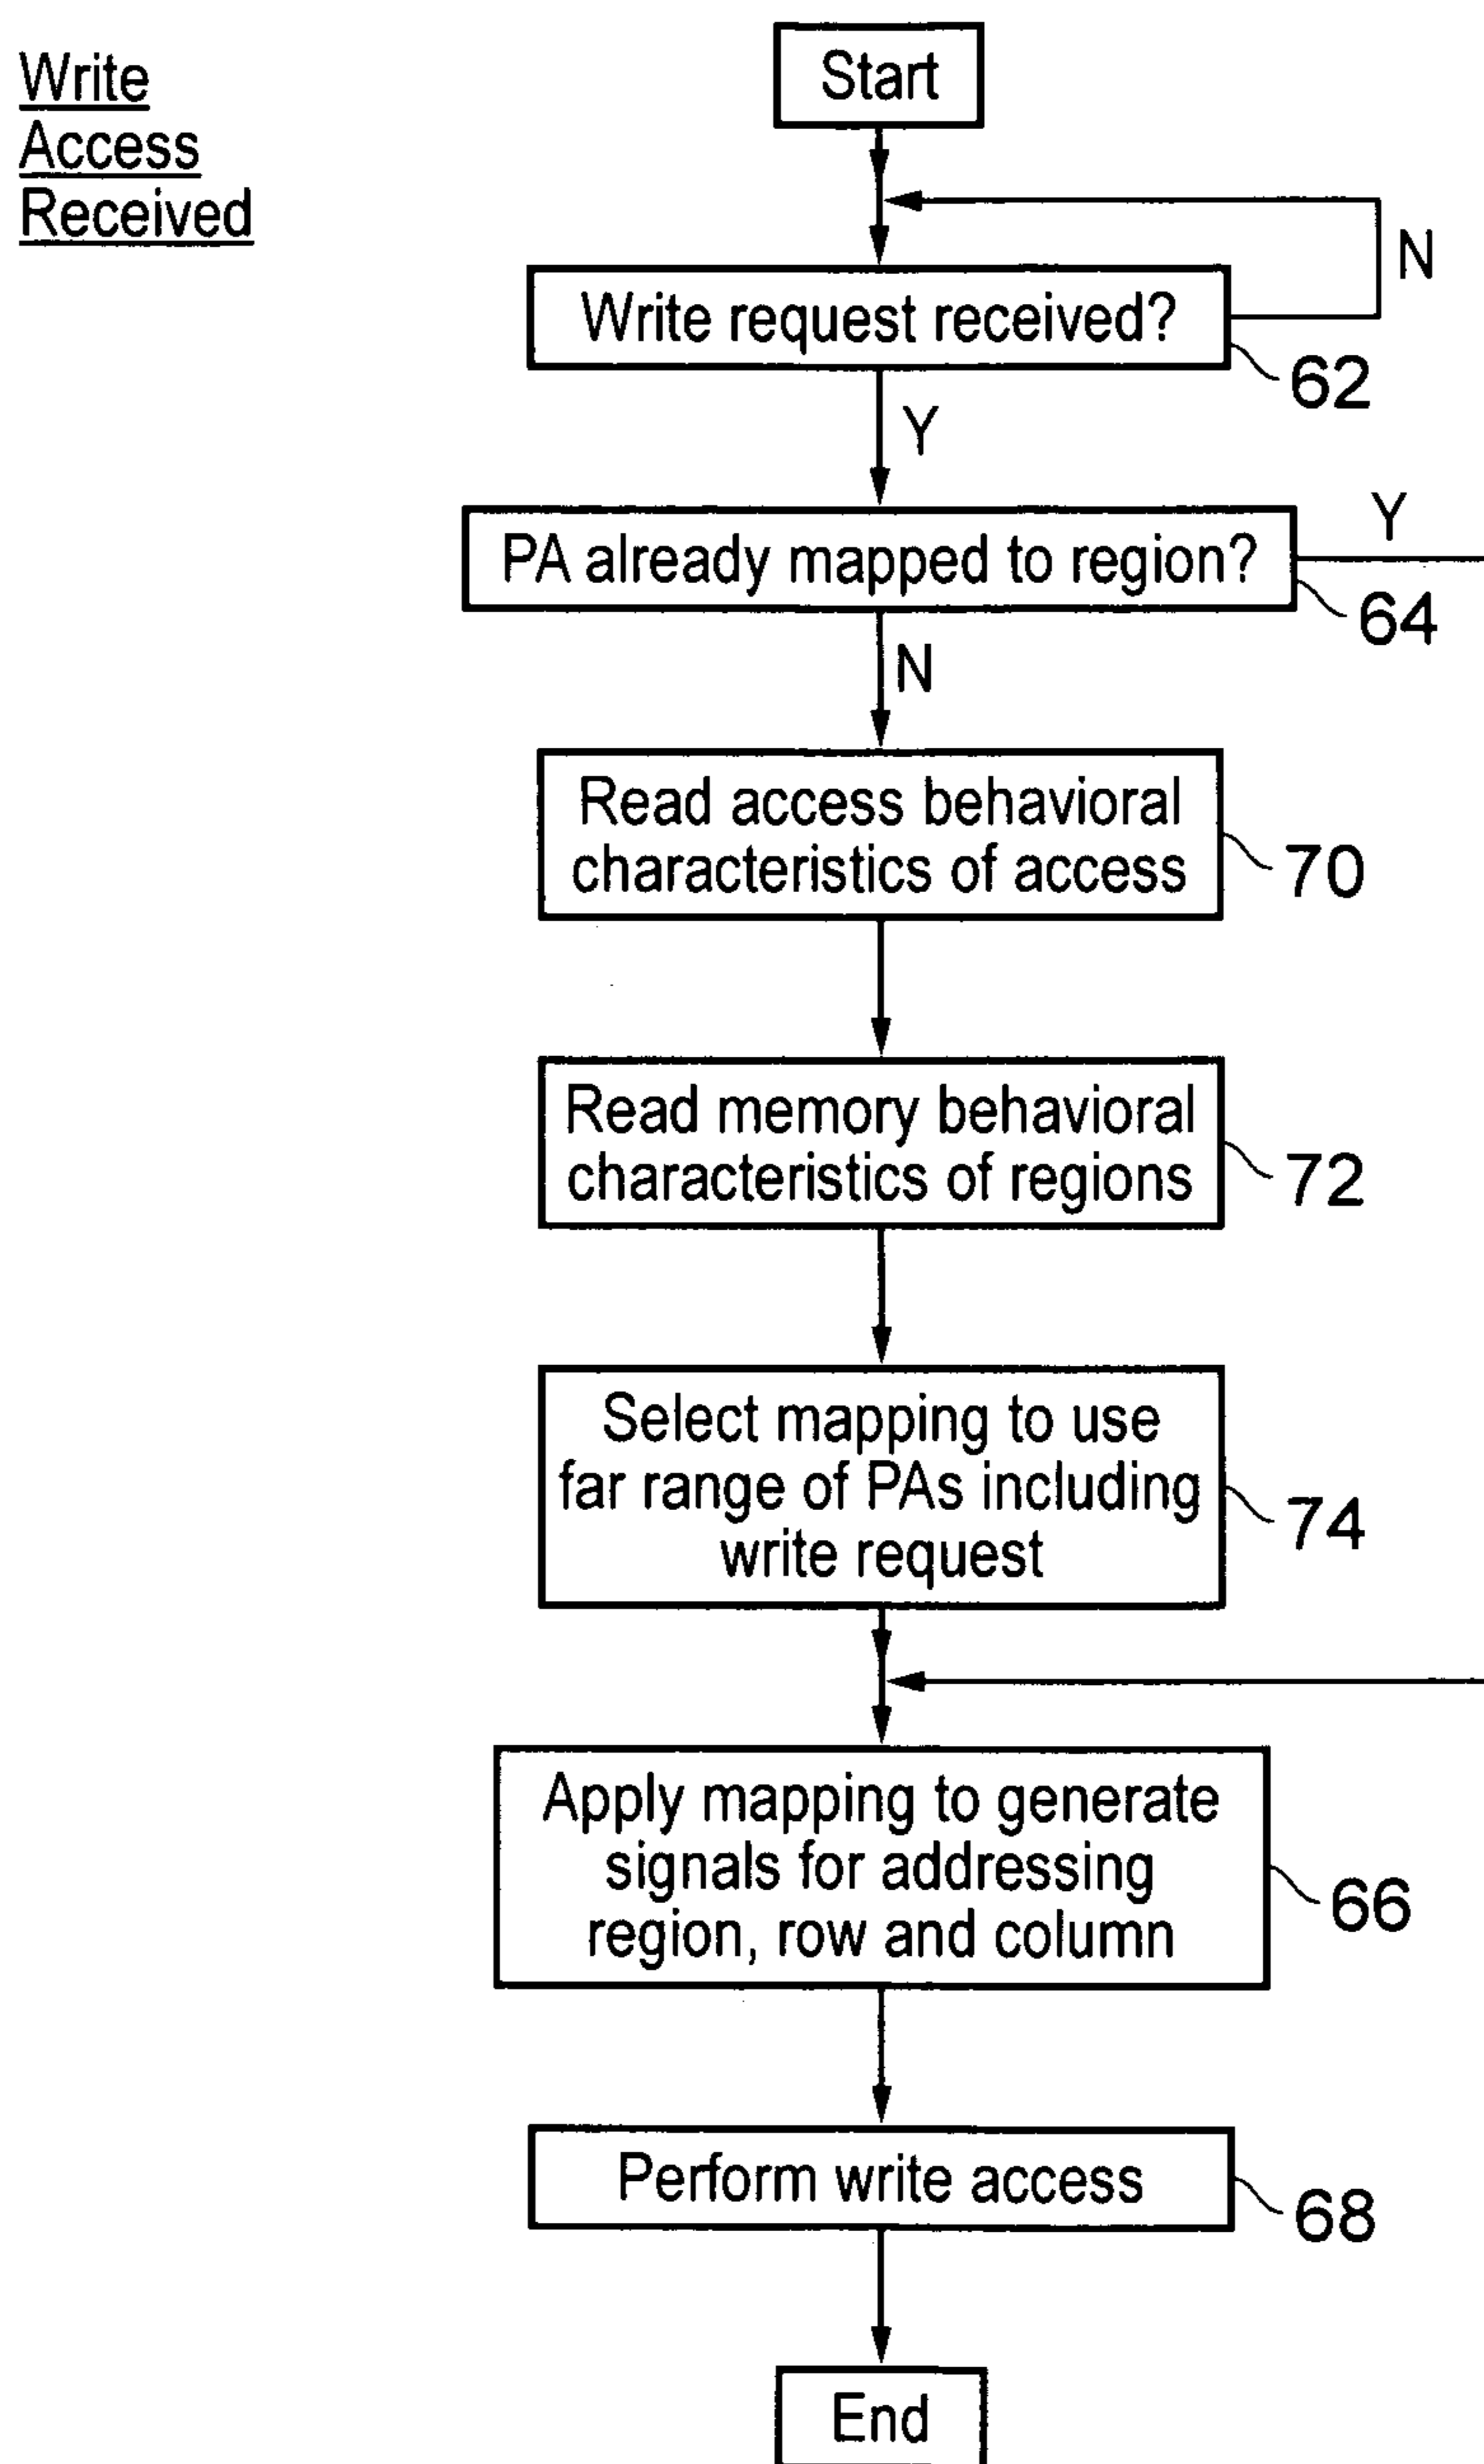 Write
Access
Received
Start
N
Write request received?
62
Y
Y
PA already mapped to region?
64
N
Read access behavioral
characteristics of access
70
Read memory behavioral
characteristics of regions
72
Select mapping to use
far range of PAs including
write request
74
Apply mapping to generate
signals for addressing
region, row and column
66
Perform write access
68
End